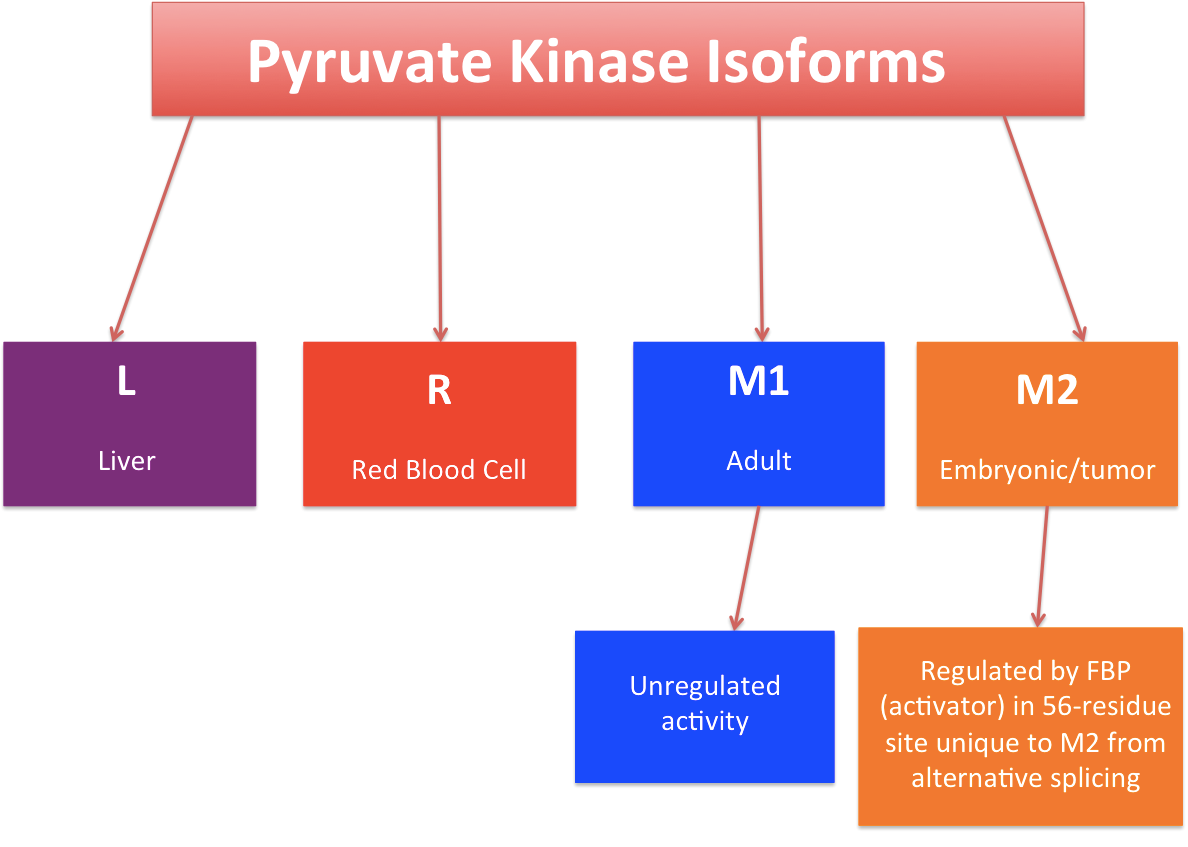 Pyruvate Kinase Isoforms
L
Liver
R
Red Blood Cell
M1
Adult
M2
Embryonic/tumor
Unregulated
activity
Regulated by FBP
(activator) in 56-residue
site unique to M2 from
alternative splicing